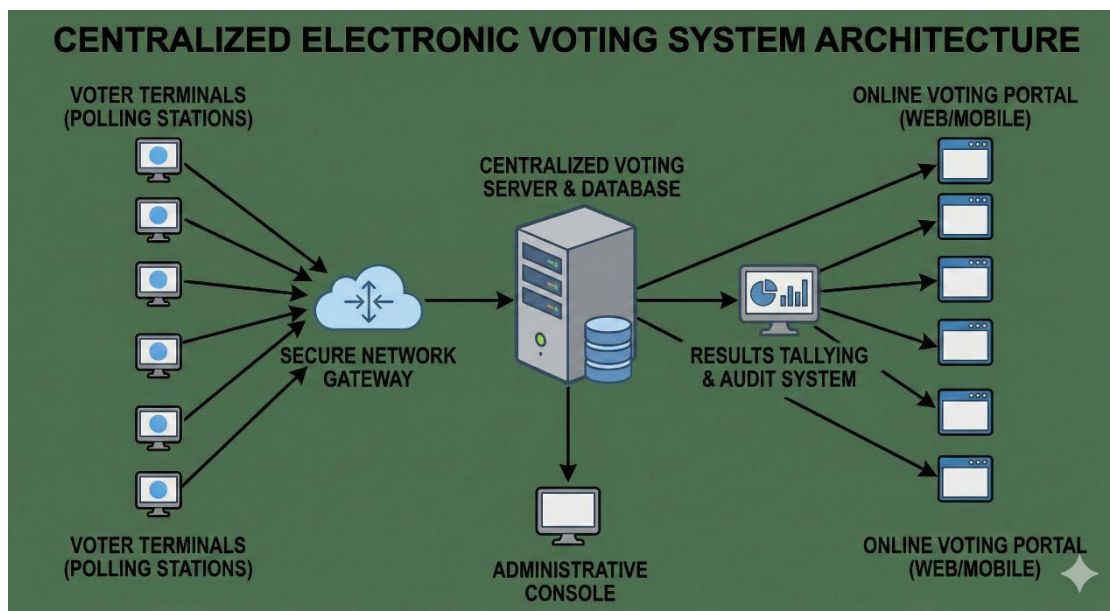 CENTRALIZED ELECTRONIC VOTING SYSTEM ARCHITECTURE
VOTER TERMINALS
(POLLING STATIONS)
CENTRALIZED VOTING
SERVER & DATABASE
ONLINE VOTING PORTAL
(WEB/MOBILE)
SECURE NETWORK
GATEWAY
RESULTS TALLYING
& AUDIT SYSTEM
VOTER TERMINALS
(POLLING STATIONS)
ADMINISTRATIVE
CONSOLE
ONLINE VOTING PORTAL
(WEB/MOBILE)